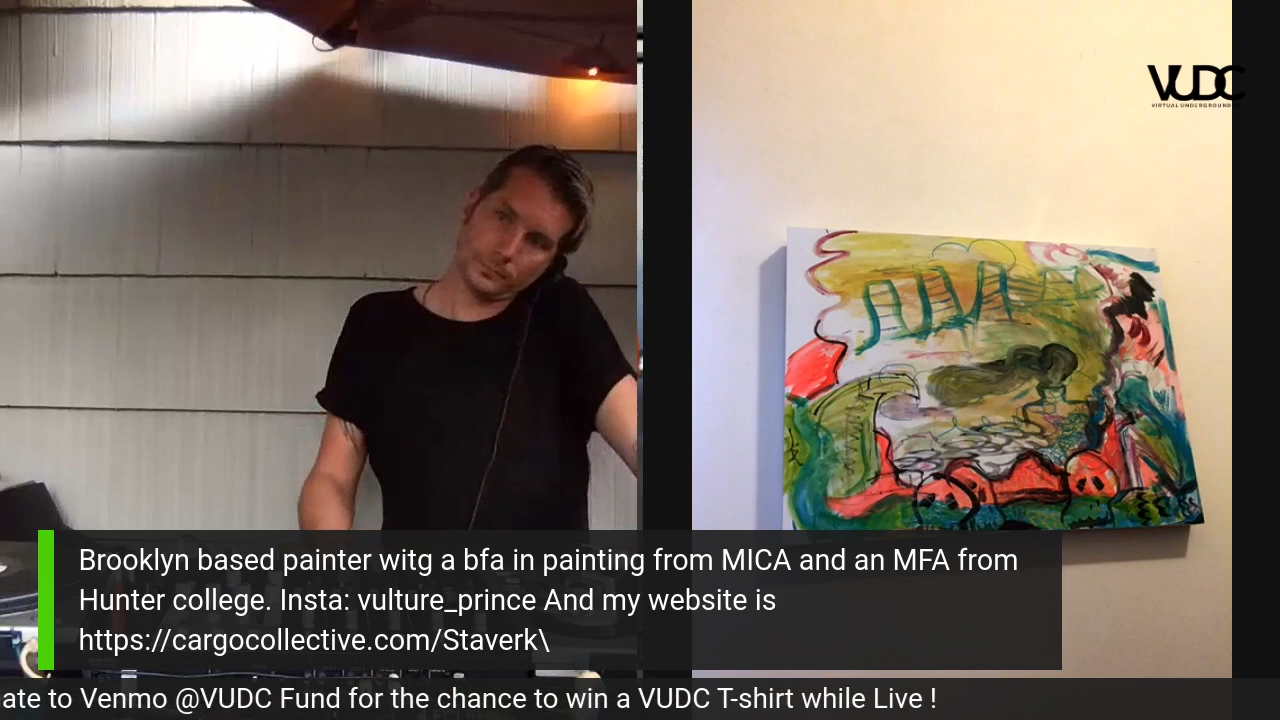 VUDC
VIRTUAL UNDERGROUND
Brooklyn based painter witg a bfa in painting from MICA and an MFA from
Hunter college. Insta: vulture_prince And my website is
https://cargocollective.com/Staverk\
ate to Venmo @VUDC Fund for the chance to win a VUDC T-shirt while Live !